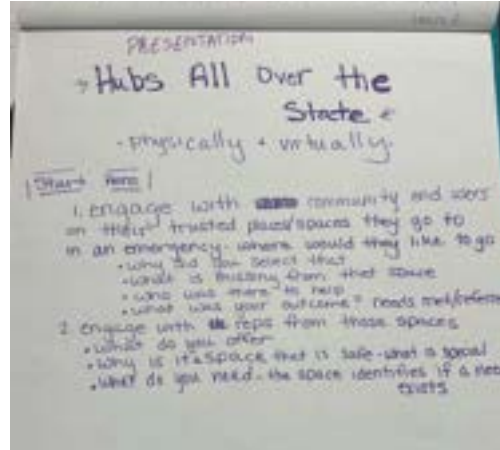 PRESENTATION
→ Hubs All Over the
State ←
- physically + virtually -
Start Here
1. engage with community end users
on their trusted places/spaces they go to
in an emergency - where would they like to go
• why did you select that
• what is missing from that space
• who was there to help
• what was your outcome = needs met/
2. engage with reps from those spaces
• what do you offer
• why is it a space that is safe - what is special
• what do you need - the space identifies if a need
exists